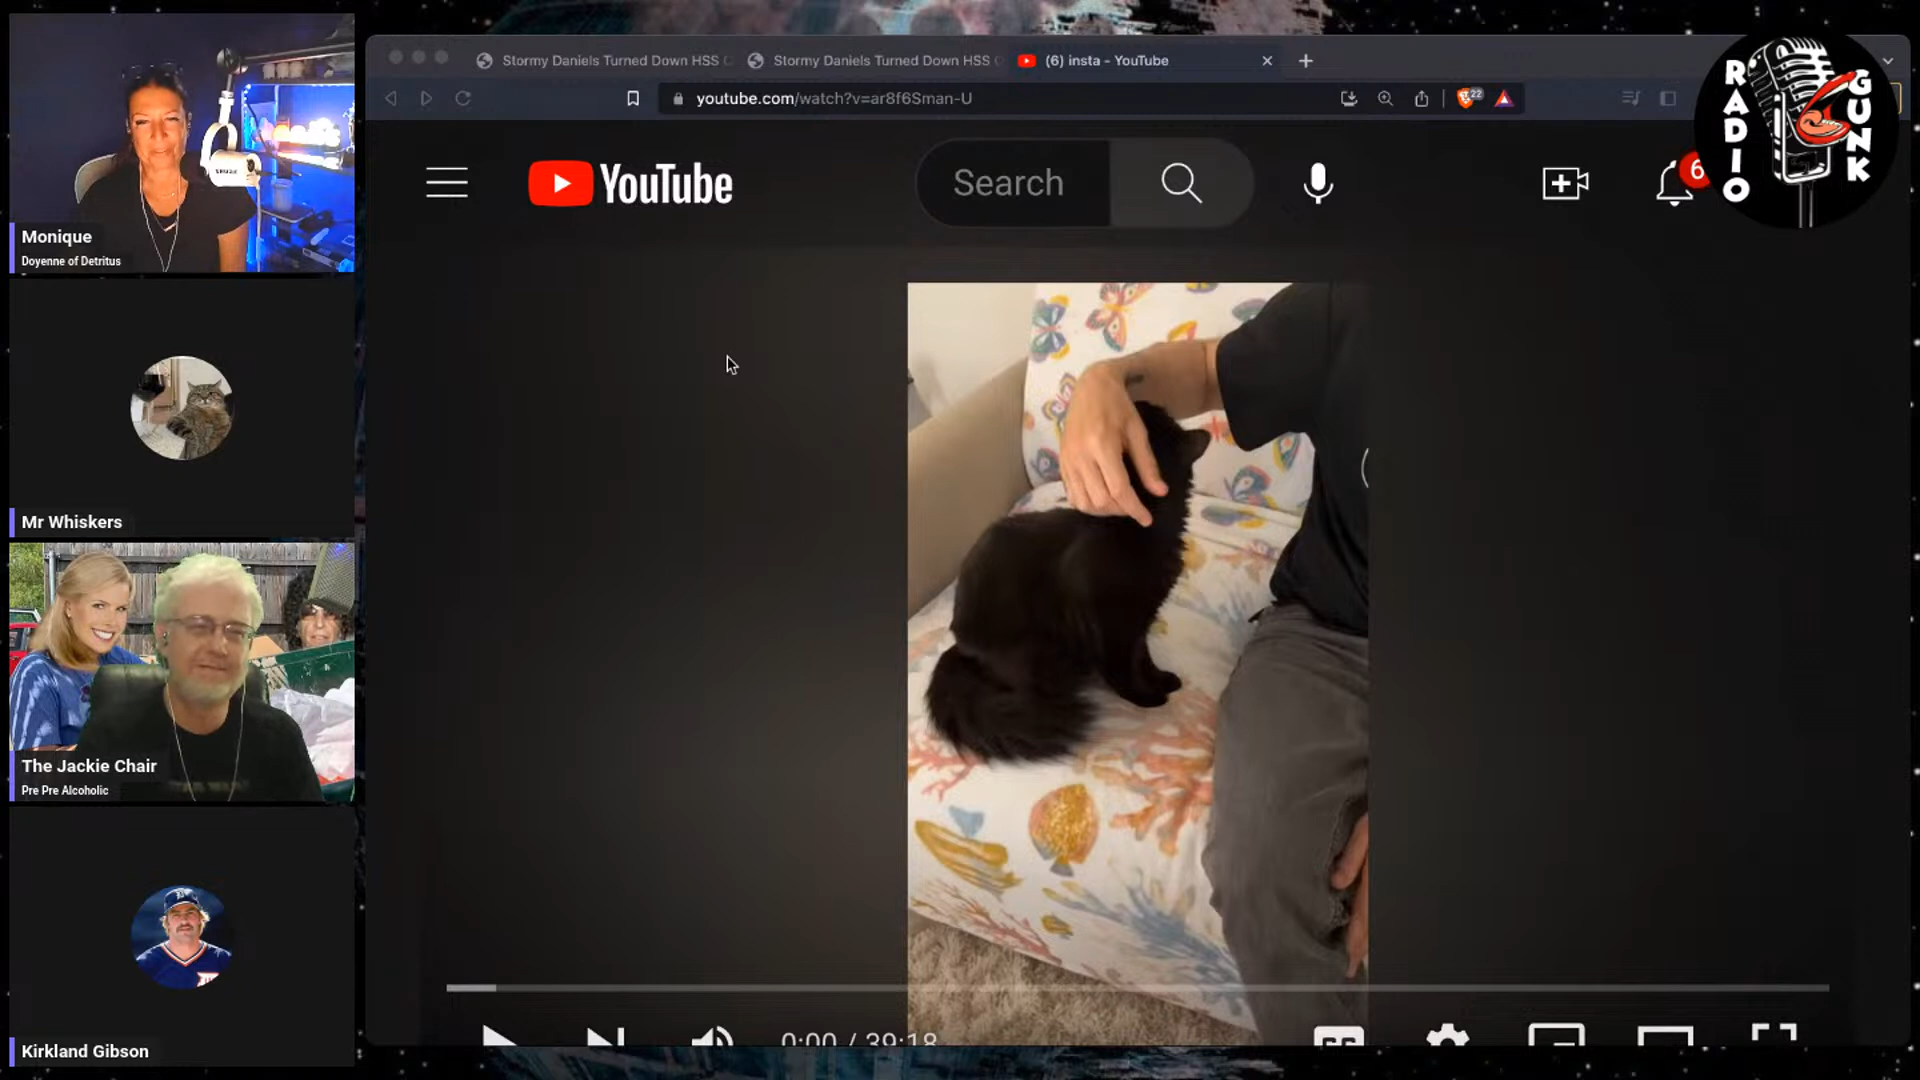 Stormy Daniels Turned Down HSS
Stormy Daniels Turned Down HSS
(6) insta - YouTube
youtube.com/watch?v=ar8f6Sman-U
22
RADIO
GUNK
YouTube
Search
6
Monique
Doyenne of Detritus
Mr Whiskers
The Jackie Chair
Pre Pre Alcoholic
Kirkland Gibson
0:00 / 39:18
CC